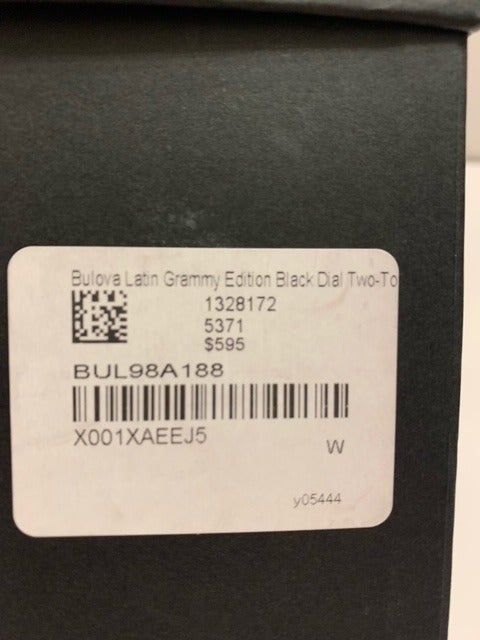 Bulova Latin Grammy Edition Black Dial Two-To
1328172
5371
$595
BUL98A188
X001XAEEJ5
W
y05444